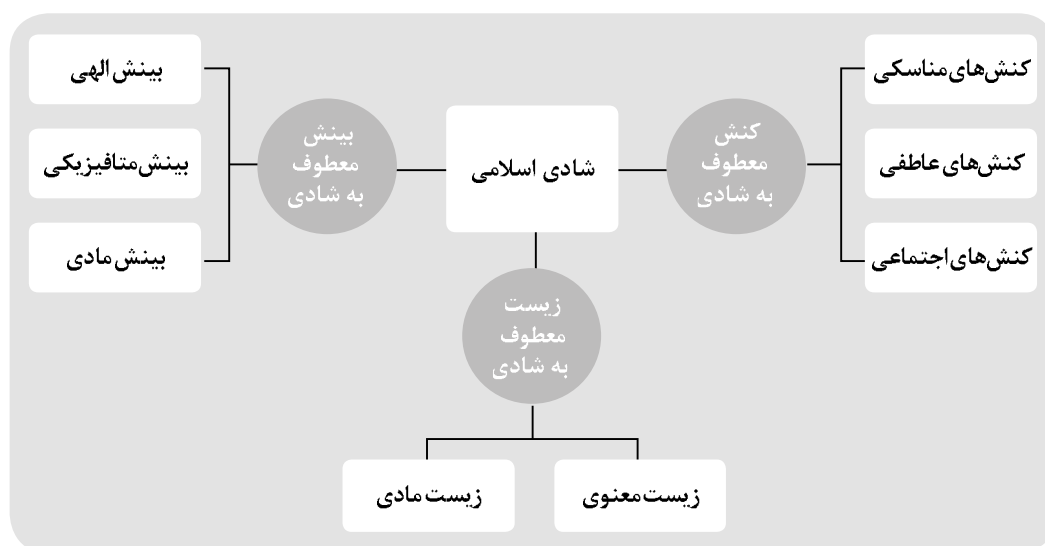 شادی اسلامی
کنش
معطوف
به شادی
کنش‌های مناسکی
کنش‌های عاطفی
کنش‌های اجتماعی
بینش
معطوف
به شادی
بینش الهی
بینش متافیزیکی
بینش مادی
زیست
معطوف
به شادی
زیست معنوی
زیست مادی